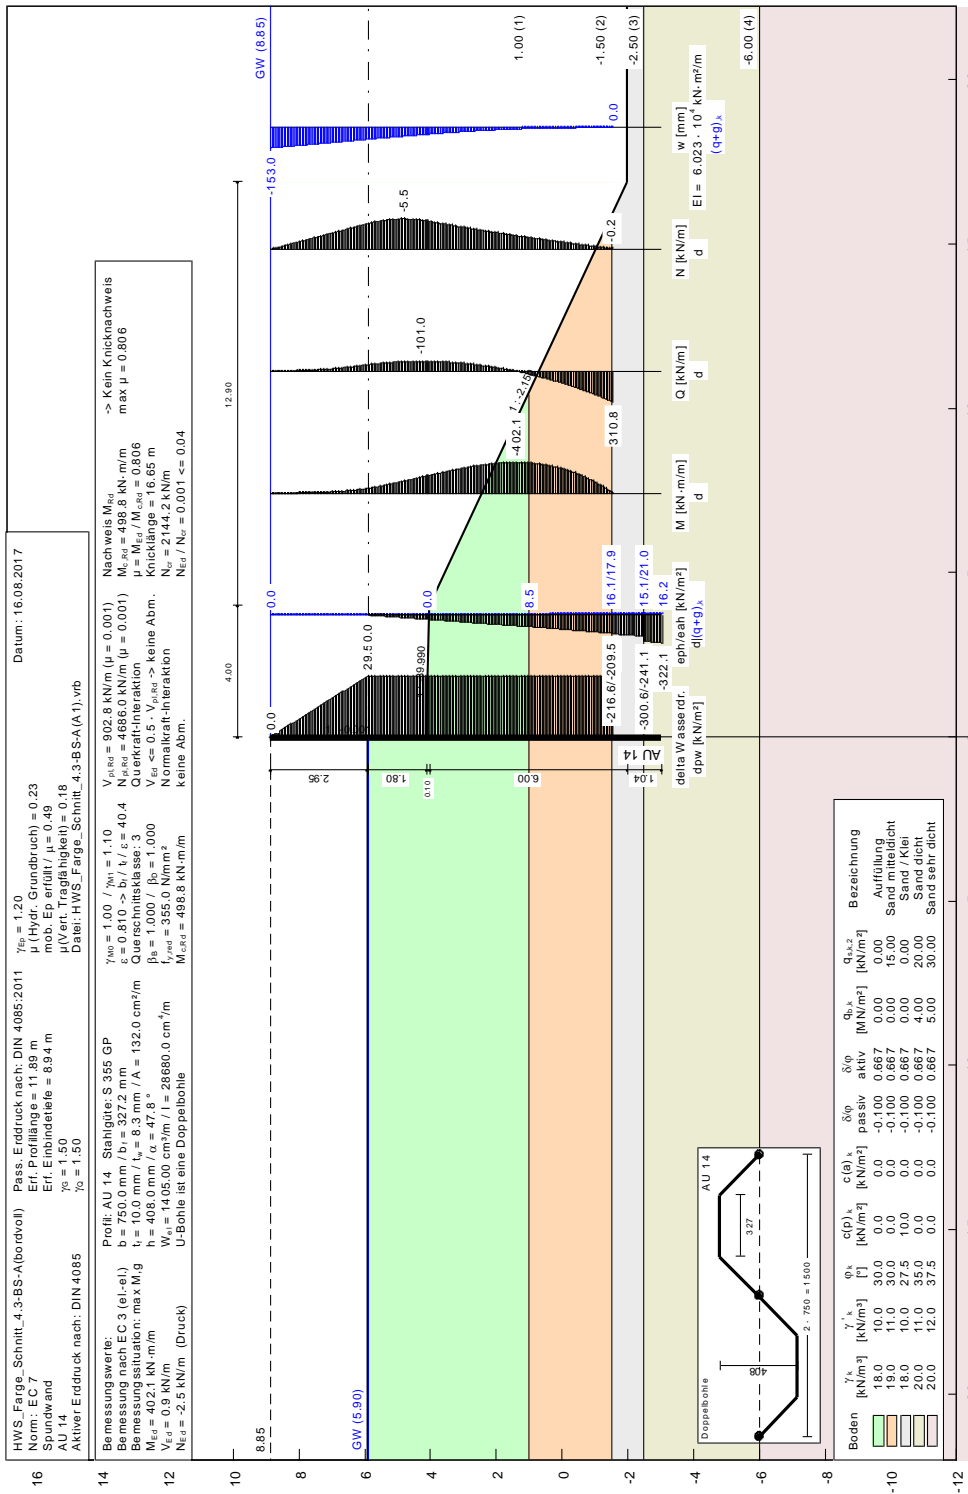 HWS_Farge_Schnitt_4.3-BS-A(bordvoll)
Norm: EC 7
Spundwand
AU 14
Aktiver Erddruck nach: DIN 4085
Pass. Erddruck nach: DIN 4085:2011
Erf. Profillänge = 11.89 m
Erf. Einbindetiefe = 8.94 m
γG = 1.50
γQ = 1.50
γEp = 1.20
μ (Hydr. Grundbruch) = 0.23
mob. Ep erfüllt / μ = 0.49
μ(Vert. Tragfähigkeit) = 0.18
Datei: HWS_Farge_Schnitt_4.3-BS-A(A1).vrb
Datum: 16.08.2017
Bemessungswerte:
Bemessung nach EC 3 (el.-el.)
Bemessungssituation: max M,g
MEd = 402.1 kN·m/m
VEd = 0.9 kN/m
NEd = -2.5 kN/m (Druck)
Profil: AU 14 Stahlgüte: S 355 GP
b = 750.0 mm / bf = 327.2 mm
tf = 10.0 mm / tw = 8.3 mm / A = 132.0 cm²/m
h = 408.0 mm / α = 47.8 °
Wel = 1405.00 cm³/m / I = 28680.0 cm⁴/m
U-Bohle ist eine Doppelbohle
γM0 = 1.00 / γM1 = 1.10
ε = 0.810 -> bf / tf / ε = 40.4
Querschnittsklasse: 3
βB = 1.000 / βD = 1.000
fy,red = 355.0 N/mm²
Mc,Rd = 498.8 kN·m/m
Vpl,Rd = 902.8 kN/m (μ = 0.001)
Npl,Rd = 4686.0 kN/m (μ = 0.001)
Querkraft-Interaktion
VEd <= 0.5 · Vpl,Rd -> keine Abm.
Normalkraft-Interaktion
keine Abm.
Nachweis MRd
Mc,Rd = 498.8 kN·m/m
μ = MEd / Mc,Rd = 0.806
Knicklänge = 16.65 m
Ncr = 2144.2 kN/m
NEd / Ncr = 0.001 <= 0.04
-> Kein Knicknachweis
max μ = 0.806
16
14
12
10
8
6
4
2
0
-2
-4
-6
-8
-10
-12
8.85
GW (5.90)
GW (8.85)
4.00
12.90
2.95
1.80
0.10
6.00
1.04
AU 14
0.0
29.5
0.0
-216.6/-209.5
-300.6/-241.1
-322.1
0.0
0.0
8.5
16.1/17.9
15.1/21.0
16.2
-402.1
1 : -2.15
-101.0
310.8
-5.5
-0.2
-153.0
0.0
1.00 (1)
-1.50 (2)
-2.50 (3)
-6.00 (4)
delta Wasserdr.
dpw [kN/m²]
eph/eah [kN/m²]
d|(q+g),k
M [kN·m/m]
d
Q [kN/m]
d
N [kN/m]
d
w [mm]
EI = 6.023 · 10⁴ kN·m²/m
(q+g),k
Doppelbohle
AU 14
408
327
2 · 750 = 1500
Boden γk [kN/m³] γ'k [kN/m³] φk [°] c(p)k [kN/m²] c(a)k [kN/m²] δ/φ passiv δ/φ aktiv qb,k [MN/m²] qs,k,2 [kN/m²] Bezeichnung
18.0 10.0 30.0 0.0 0.0 -0.100 0.667 0.00 0.00 Auffüllung
19.0 11.0 30.0 0.0 0.0 -0.100 0.667 0.00 15.00 Sand mitteldicht
18.0 10.0 27.5 10.0 0.0 -0.100 0.667 0.00 0.00 Sand / Klei
20.0 11.0 35.0 0.0 0.0 -0.100 0.667 4.00 20.00 Sand dicht
20.0 12.0 37.5 0.0 0.0 -0.100 0.667 5.00 30.00 Sand sehr dicht